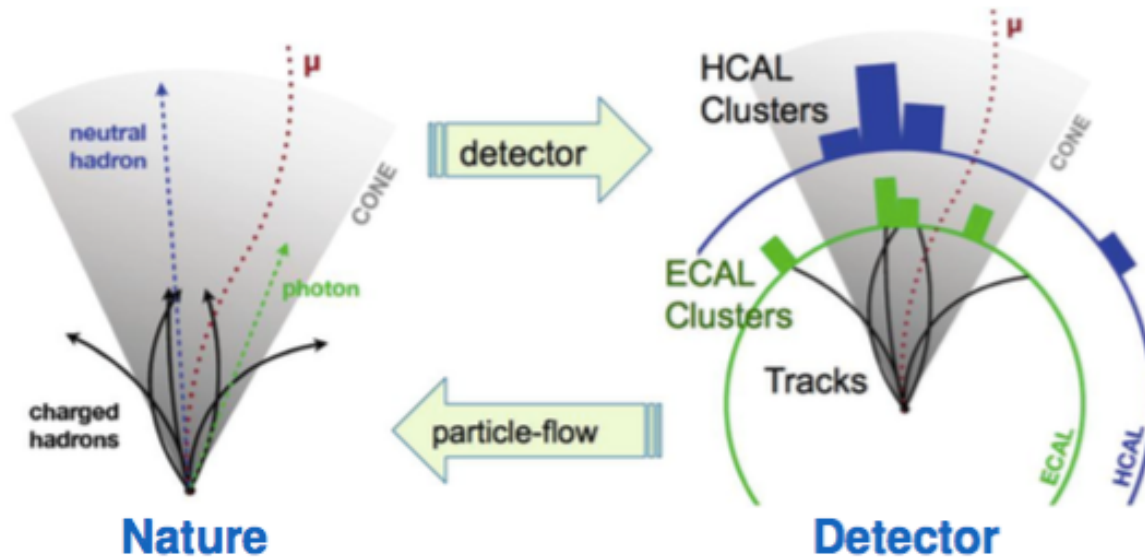 μ
neutral
hadron
CONE
photon
charged
hadrons
Nature
detector
particle-flow
μ
HCAL
Clusters
CONE
ECAL
Clusters
Tracks
ECAL
HCAL
Detector